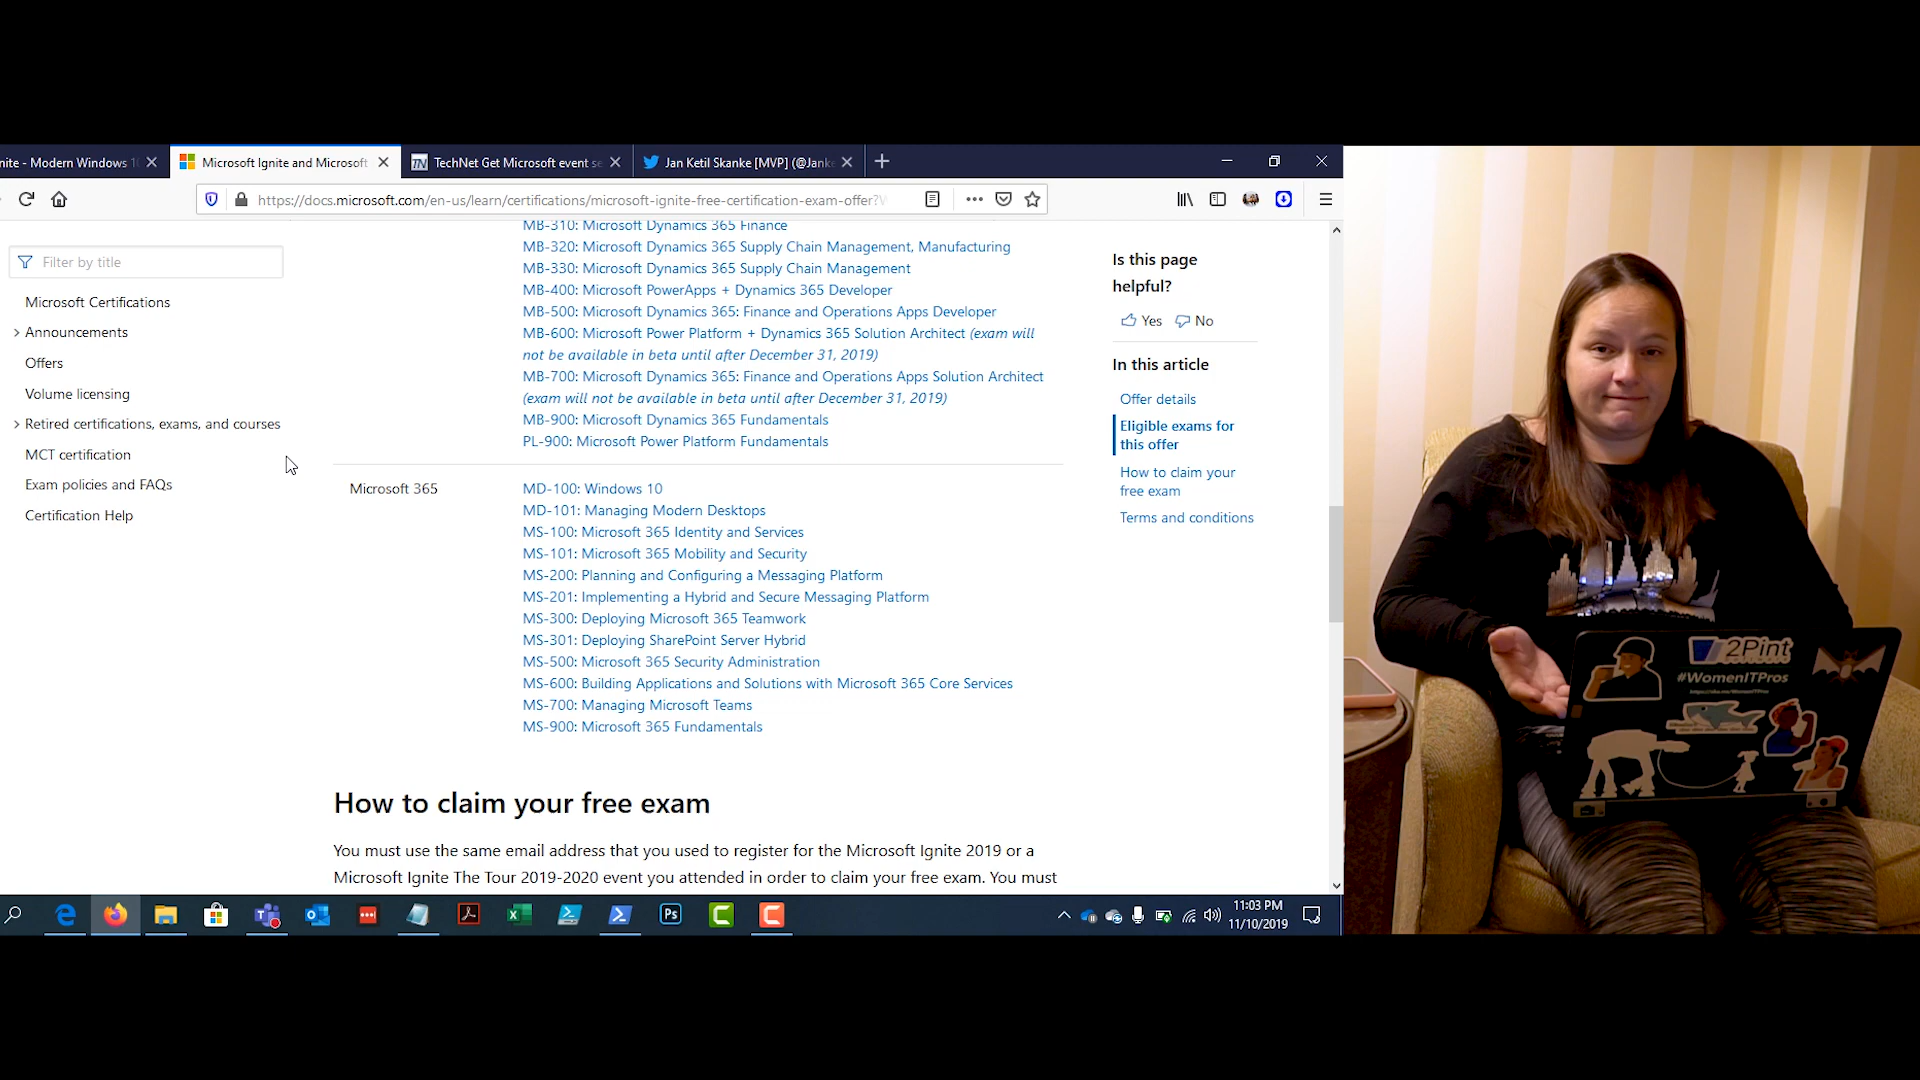 nite - Modern Windows 1
Microsoft Ignite and Microsoft
TechNet Get Microsoft event se
Jan Ketil Skanke [MVP] (@Janke
https://docs.microsoft.com/en-us/learn/certifications/microsoft-ignite-free-certification-exam-offer?
Filter by title
Microsoft Certifications
Announcements
Offers
Volume licensing
Retired certifications, exams, and courses
MCT certification
Exam policies and FAQs
Certification Help
MB-310: Microsoft Dynamics 365 Finance
MB-320: Microsoft Dynamics 365 Supply Chain Management, Manufacturing
MB-330: Microsoft Dynamics 365 Supply Chain Management
MB-400: Microsoft PowerApps + Dynamics 365 Developer
MB-500: Microsoft Dynamics 365: Finance and Operations Apps Developer
MB-600: Microsoft Power Platform + Dynamics 365 Solution Architect (exam will
not be available in beta until after December 31, 2019)
MB-700: Microsoft Dynamics 365: Finance and Operations Apps Solution Architect
(exam will not be available in beta until after December 31, 2019)
MB-900: Microsoft Dynamics 365 Fundamentals
PL-900: Microsoft Power Platform Fundamentals
Microsoft 365
MD-100: Windows 10
MD-101: Managing Modern Desktops
MS-100: Microsoft 365 Identity and Services
MS-101: Microsoft 365 Mobility and Security
MS-200: Planning and Configuring a Messaging Platform
MS-201: Implementing a Hybrid and Secure Messaging Platform
MS-300: Deploying Microsoft 365 Teamwork
MS-301: Deploying SharePoint Server Hybrid
MS-500: Microsoft 365 Security Administration
MS-600: Building Applications and Solutions with Microsoft 365 Core Services
MS-700: Managing Microsoft Teams
MS-900: Microsoft 365 Fundamentals
How to claim your free exam
You must use the same email address that you used to register for the Microsoft Ignite 2019 or a
Microsoft Ignite The Tour 2019-2020 event you attended in order to claim your free exam. You must
Is this page
helpful?
Yes No
In this article
Offer details
Eligible exams for
this offer
How to claim your
free exam
Terms and conditions
11:03 PM
11/10/2019
2Pint
#WomenITPros